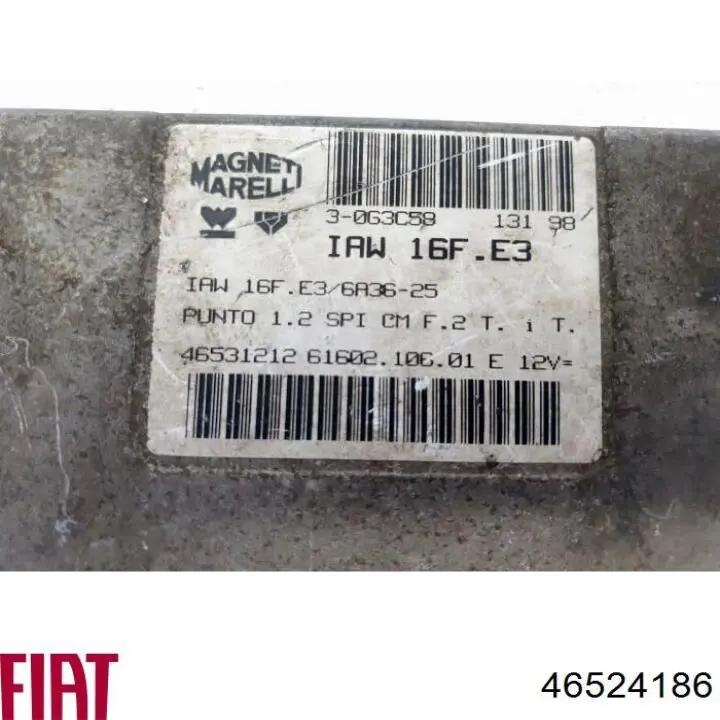 MAGNETI
MARELLI
3-0G3C58 131 98
IAW 16F.E3
IAW 16F.E3/6A36-25
PUNTO 1.2 SPI CM F.2 T. i T.
46531212 61602.106.01 E 12V=
FIAT 46524186